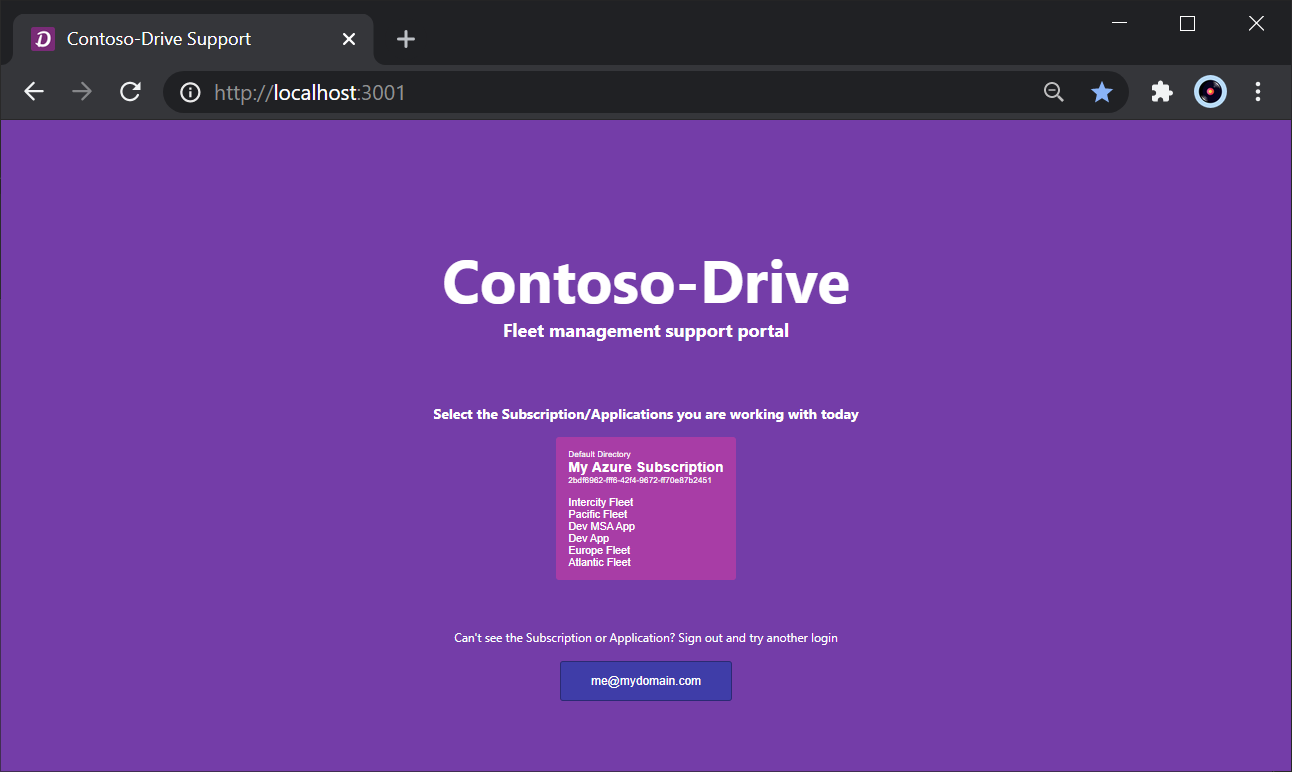 Contoso-Drive Support
http://localhost:3001
Contoso-Drive
Fleet management support portal
Select the Subscription/Applications you are working with today
Default Directory
My Azure Subscription
2bdf6962-fff6-42f4-9672-ff70e87b2451
Intercity Fleet
Pacific Fleet
Dev MSA App
Dev App
Europe Fleet
Atlantic Fleet
Can't see the Subscription or Application? Sign out and try another login
me@mydomain.com